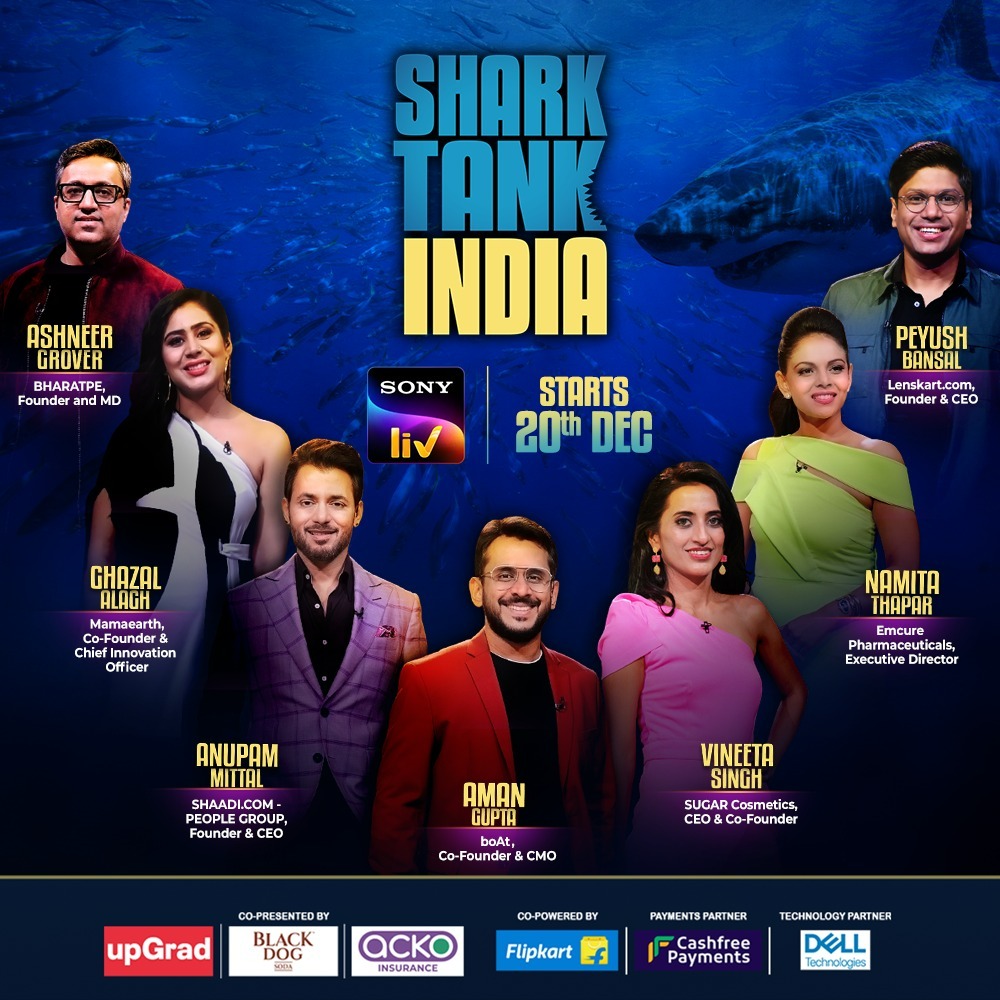 SHARK
TANK
INDIA
SONY
liv
STARTS
20th DEC
ASHNEER
GROVER
BHARATPE,
Founder and MD
PEYUSH
BANSAL
Lenskart.com,
Founder & CEO
GHAZAL
ALAGH
Mamaearth,
Co-Founder &
Chief Innovation
Officer
NAMITA
THAPAR
Emcure
Pharmaceuticals,
Executive Director
ANUPAM
MITTAL
SHAADI.COM -
PEOPLE GROUP,
Founder & CEO
AMAN
GUPTA
boAt,
Co-Founder & CMO
VINEETA
SINGH
SUGAR Cosmetics,
CEO & Co-Founder
CO-PRESENTED BY
upGrad
BLACK
DOG
SODA
acko
INSURANCE
CO-POWERED BY
Flipkart
PAYMENTS PARTNER
Cashfree
Payments
TECHNOLOGY PARTNER
DELL
Technologies